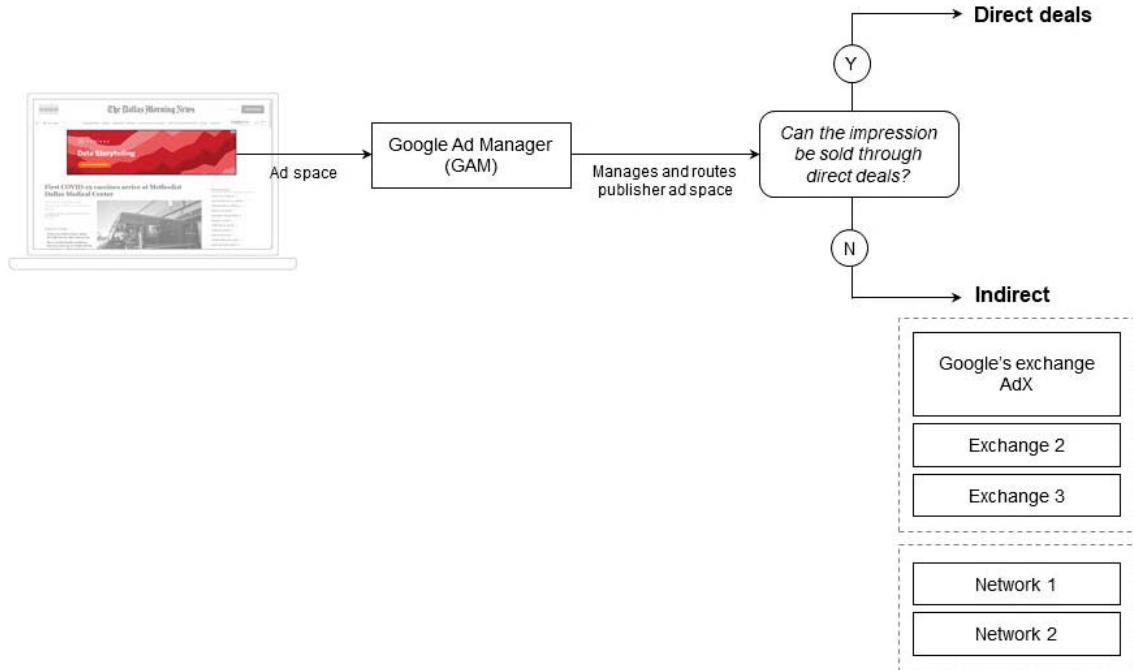 Direct deals
Y
The Dallas Morning News
Data Storytelling
Ad space
Google Ad Manager
(GAM)
Manages and routes
publisher ad space
Can the impression
be sold through
direct deals?
First COVID-19 vaccines arrive at Methodist
Dallas Medical Center
N
Indirect
Google's exchange
AdX
Exchange 2
Exchange 3
Network 1
Network 2